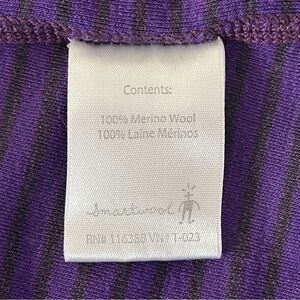 Contents:
100% Merino Wool
100% Laine Mérinos
Smartwool
RN# 116388 VN# T-023